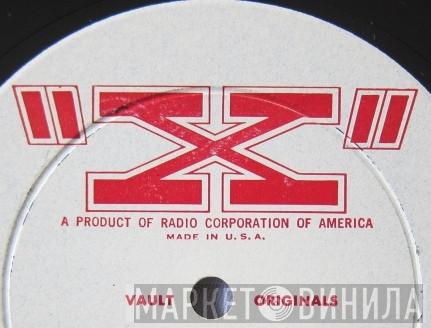 "X"
A PRODUCT OF RADIO CORPORATION OF AMERICA
MADE IN U.S.A.
VAULT ORIGINALS
МАРКЕТ ВИНИЛА